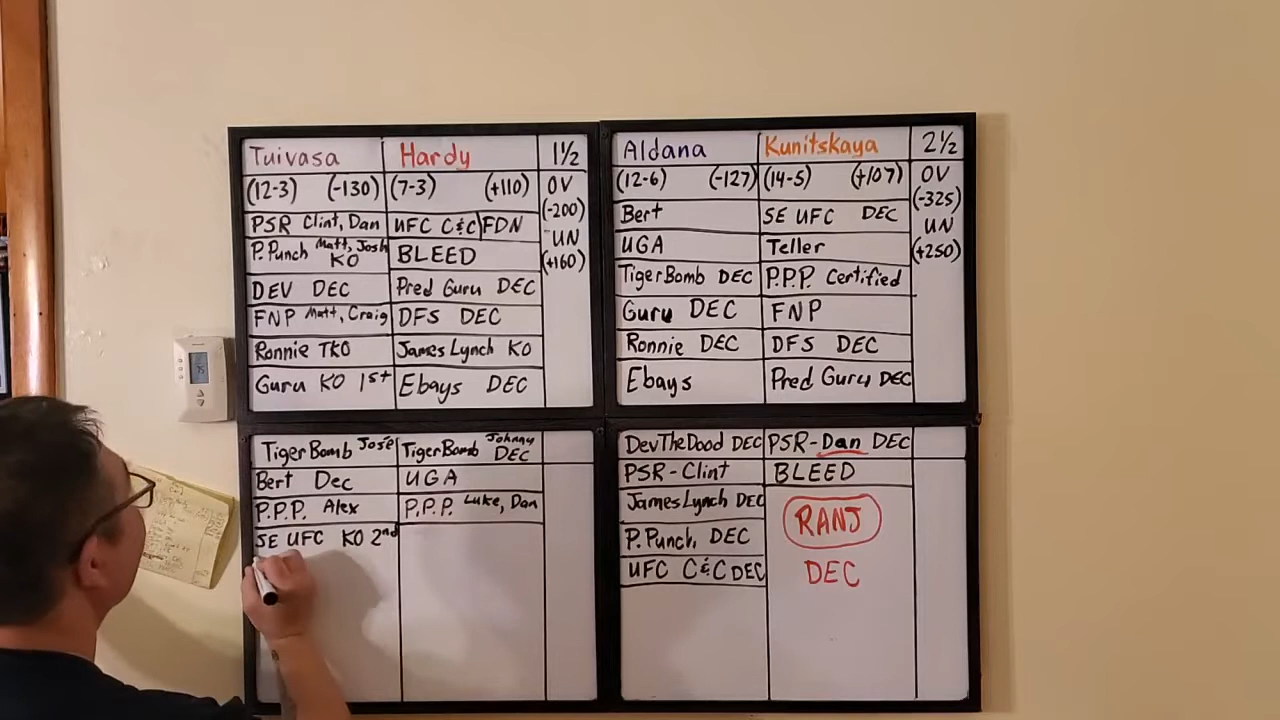 Tuivasa Hardy 1½
(12-3) (-130) (7-3) (+110) OV
(-200)
PSR Clint, Dan UFC C&C FDN
UN
P. Punch Matt, Josh KO BLEED
(+160)
DEV DEC Pred Guru DEC
FNP Matt, Craig DFS DEC
Ronnie TKO James Lynch KO
Guru KO 1st Ebays DEC
TigerBomb José TigerBomb Johnny DEC
Bert Dec UGA
P.P.P. Alex P.P.P. Luke, Dan
SE UFC KO 2nd
Aldana Kunitskaya 2½
(12-6) (-127) (14-5) (+107) OV
(-325)
Bert SE UFC DEC
UN
UGA Teller
(+250)
TigerBomb DEC P.P.P. Certified
Guru DEC FNP
Ronnie DEC DFS DEC
Ebays Pred Guru DEC
DevTheDood DEC PSR-Dan DEC
PSR-Clint BLEED
James Lynch DEC
RANJ
P. Punch, DEC
UFC C&C DEC DEC
75